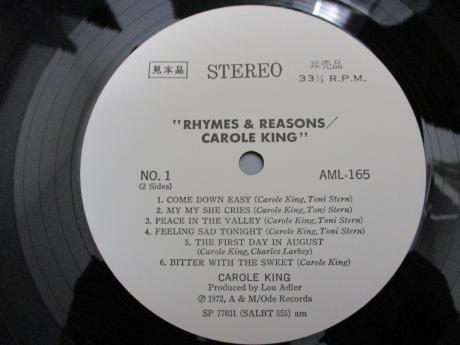 見本品 STEREO 非売品
33⅓ R.P.M.
"RHYMES & REASONS/
CAROLE KING"
NO. 1 AML-165
(2 Sides)
1. COME DOWN EASY (Carole King, Toni Stern)
2. MY MY SHE CRIES (Carole King, Tonj Stern)
3. PEACE IN THE VALLEY (Carole King, Toni Stern)
4. FEELING SAD TONIGHT (Carole King, Toni Stern)
5. THE FIRST DAY IN AUGUST
(Carole King, Charles Larkey)
6. BITTER WITH THE SWEET (Carole King)
CAROLE KING
Produced by Lou Adler
Ⓟ 1972, A & M/Ode Records
SP 77031 (SALBT 555) am